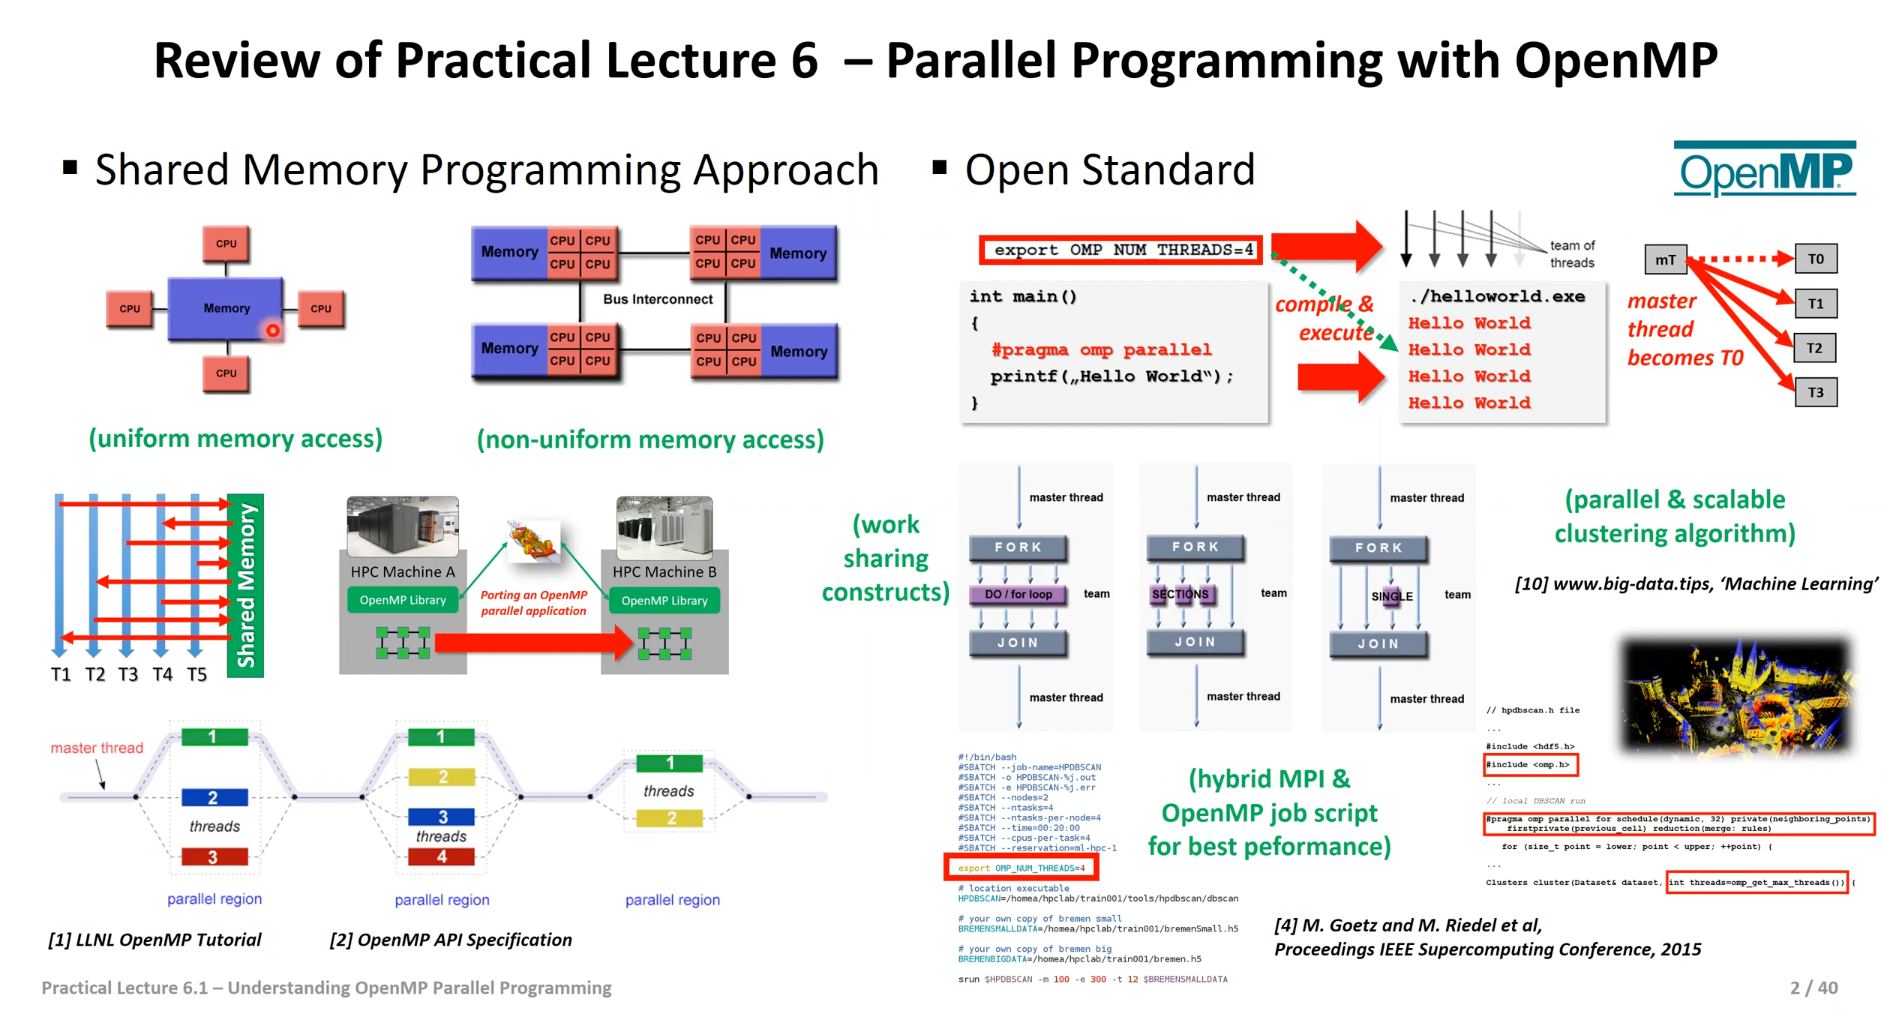 Review of Practical Lecture 6 – Parallel Programming with OpenMP
▪ Shared Memory Programming Approach
CPU
CPU
Memory
CPU
CPU
(uniform memory access)
Memory
CPU CPU
CPU CPU
CPU CPU
CPU CPU
Memory
Bus Interconnect
Memory
CPU CPU
CPU CPU
CPU CPU
CPU CPU
Memory
(non-uniform memory access)
Shared Memory
T1 T2 T3 T4 T5
HPC Machine A
OpenMP Library
Porting an OpenMP
parallel application
HPC Machine B
OpenMP Library
master thread
1
2
threads
3
parallel region
1
2
3
threads
4
parallel region
1
threads
2
parallel region
[1] LLNL OpenMP Tutorial
[2] OpenMP API Specification
▪ Open Standard
OpenMP
export OMP_NUM_THREADS=4
int main()
{
#pragma omp parallel
printf(„Hello World“);
}
compile &
execute
team of
threads
./helloworld.exe
Hello World
Hello World
Hello World
Hello World
mT
T0
T1
T2
T3
master
thread
becomes T0
(work
sharing
constructs)
master thread
FORK
DO / for loop
team
JOIN
master thread
master thread
FORK
SECTIONS
team
JOIN
master thread
master thread
FORK
SINGLE
team
JOIN
master thread
(parallel & scalable
clustering algorithm)
[10] www.big-data.tips, ‘Machine Learning’
#!/bin/bash
#SBATCH --job-name=HPDBSCAN
#SBATCH -o HPDBSCAN-%j.out
#SBATCH -e HPDBSCAN-%j.err
#SBATCH --nodes=2
#SBATCH --ntasks=4
#SBATCH --ntasks-per-node=4
#SBATCH --time=00:20:00
#SBATCH --cpus-per-task=4
#SBATCH --reservation=ml-hpc-1
export OMP_NUM_THREADS=4
# location executable
HPDBSCAN=/homea/hpclab/train001/tools/hpdbscan/dbscan
# your own copy of bremen small
BREMENSMALLDATA=/homea/hpclab/train001/bremenSmall.h5
# your own copy of bremen big
BREMENBIGDATA=/homea/hpclab/train001/bremen.h5
srun $HPDBSCAN -m 100 -e 300 -t 12 $BREMENSMALLDATA
(hybrid MPI &
OpenMP job script
for best peformance)
// hpdbscan.h file
...
#include <hdf5.h>
#include <omp.h>
...
// local DBSCAN run
#pragma omp parallel for schedule(dynamic, 32) private(neighboring_points)
firstprivate(previous_cell) reduction(merge: rules)
for (size_t point = lower; point < upper; ++point) {
...
Clusters cluster(Dataset& dataset, int threads=omp_get_max_threads()) {
[4] M. Goetz and M. Riedel et al,
Proceedings IEEE Supercomputing Conference, 2015
Practical Lecture 6.1 – Understanding OpenMP Parallel Programming
2 / 40